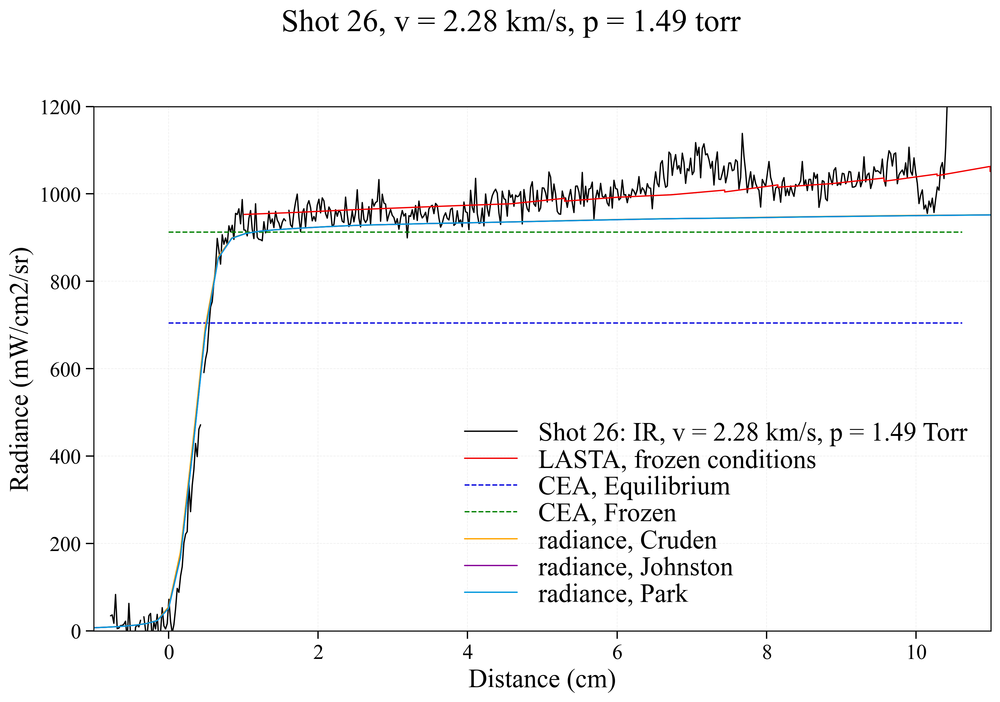 Shot 26, v = 2.28 km/s, p = 1.49 torr
1200
1000
800
600
400
200
0
Radiance (mW/cm2/sr)
Shot 26: IR, v = 2.28 km/s, p = 1.49 Torr
LASTA, frozen conditions
CEA, Equilibrium
CEA, Frozen
radiance, Cruden
radiance, Johnston
radiance, Park
0 2 4 6 8 10
Distance (cm)